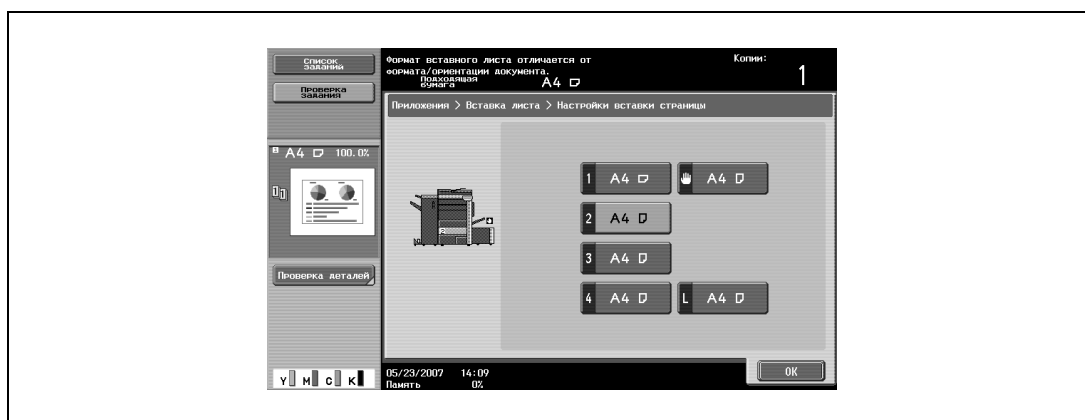 Список
заданий
Проверка
задания
Формат вставного листа отличается от
формата/ориентации документа.
Подходящая
бумага
A4
Копии:
1
Приложения > Вставка листа > Настройки вставки страницы
A4 100.0%
1 A4
A4
2 A4
3 A4
4 A4
L A4
Проверка деталей
Y M C K
05/23/2007 14:09
Память 0%
OK